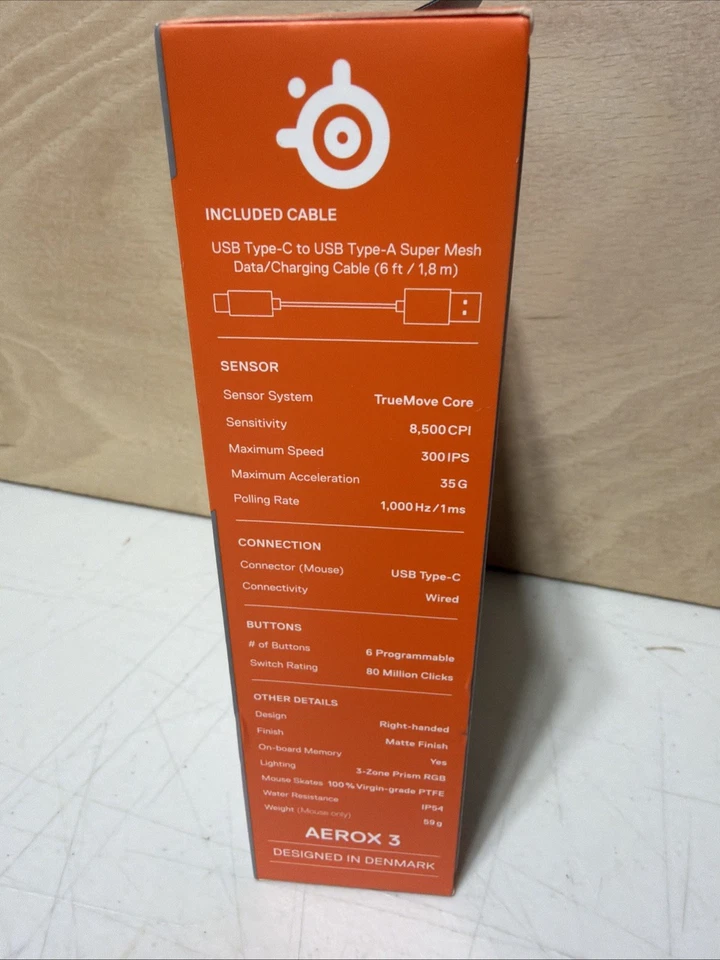 INCLUDED CABLE
USB Type-C to USB Type-A Super Mesh
Data/Charging Cable (6 ft / 1,8 m)
SENSOR
Sensor System TrueMove Core
Sensitivity 8,500 CPI
Maximum Speed 300 IPS
Maximum Acceleration 35 G
Polling Rate 1,000 Hz / 1 ms
CONNECTION
Connector (Mouse) USB Type-C
Connectivity Wired
BUTTONS
# of Buttons 6 Programmable
Switch Rating 80 Million Clicks
OTHER DETAILS
Design Right-handed
Finish Matte Finish
On-board Memory Yes
Lighting 3-Zone Prism RGB
Mouse Skates 100% Virgin-grade PTFE
Water Resistance IP54
Weight (Mouse only) 59 g
AEROX 3
DESIGNED IN DENMARK